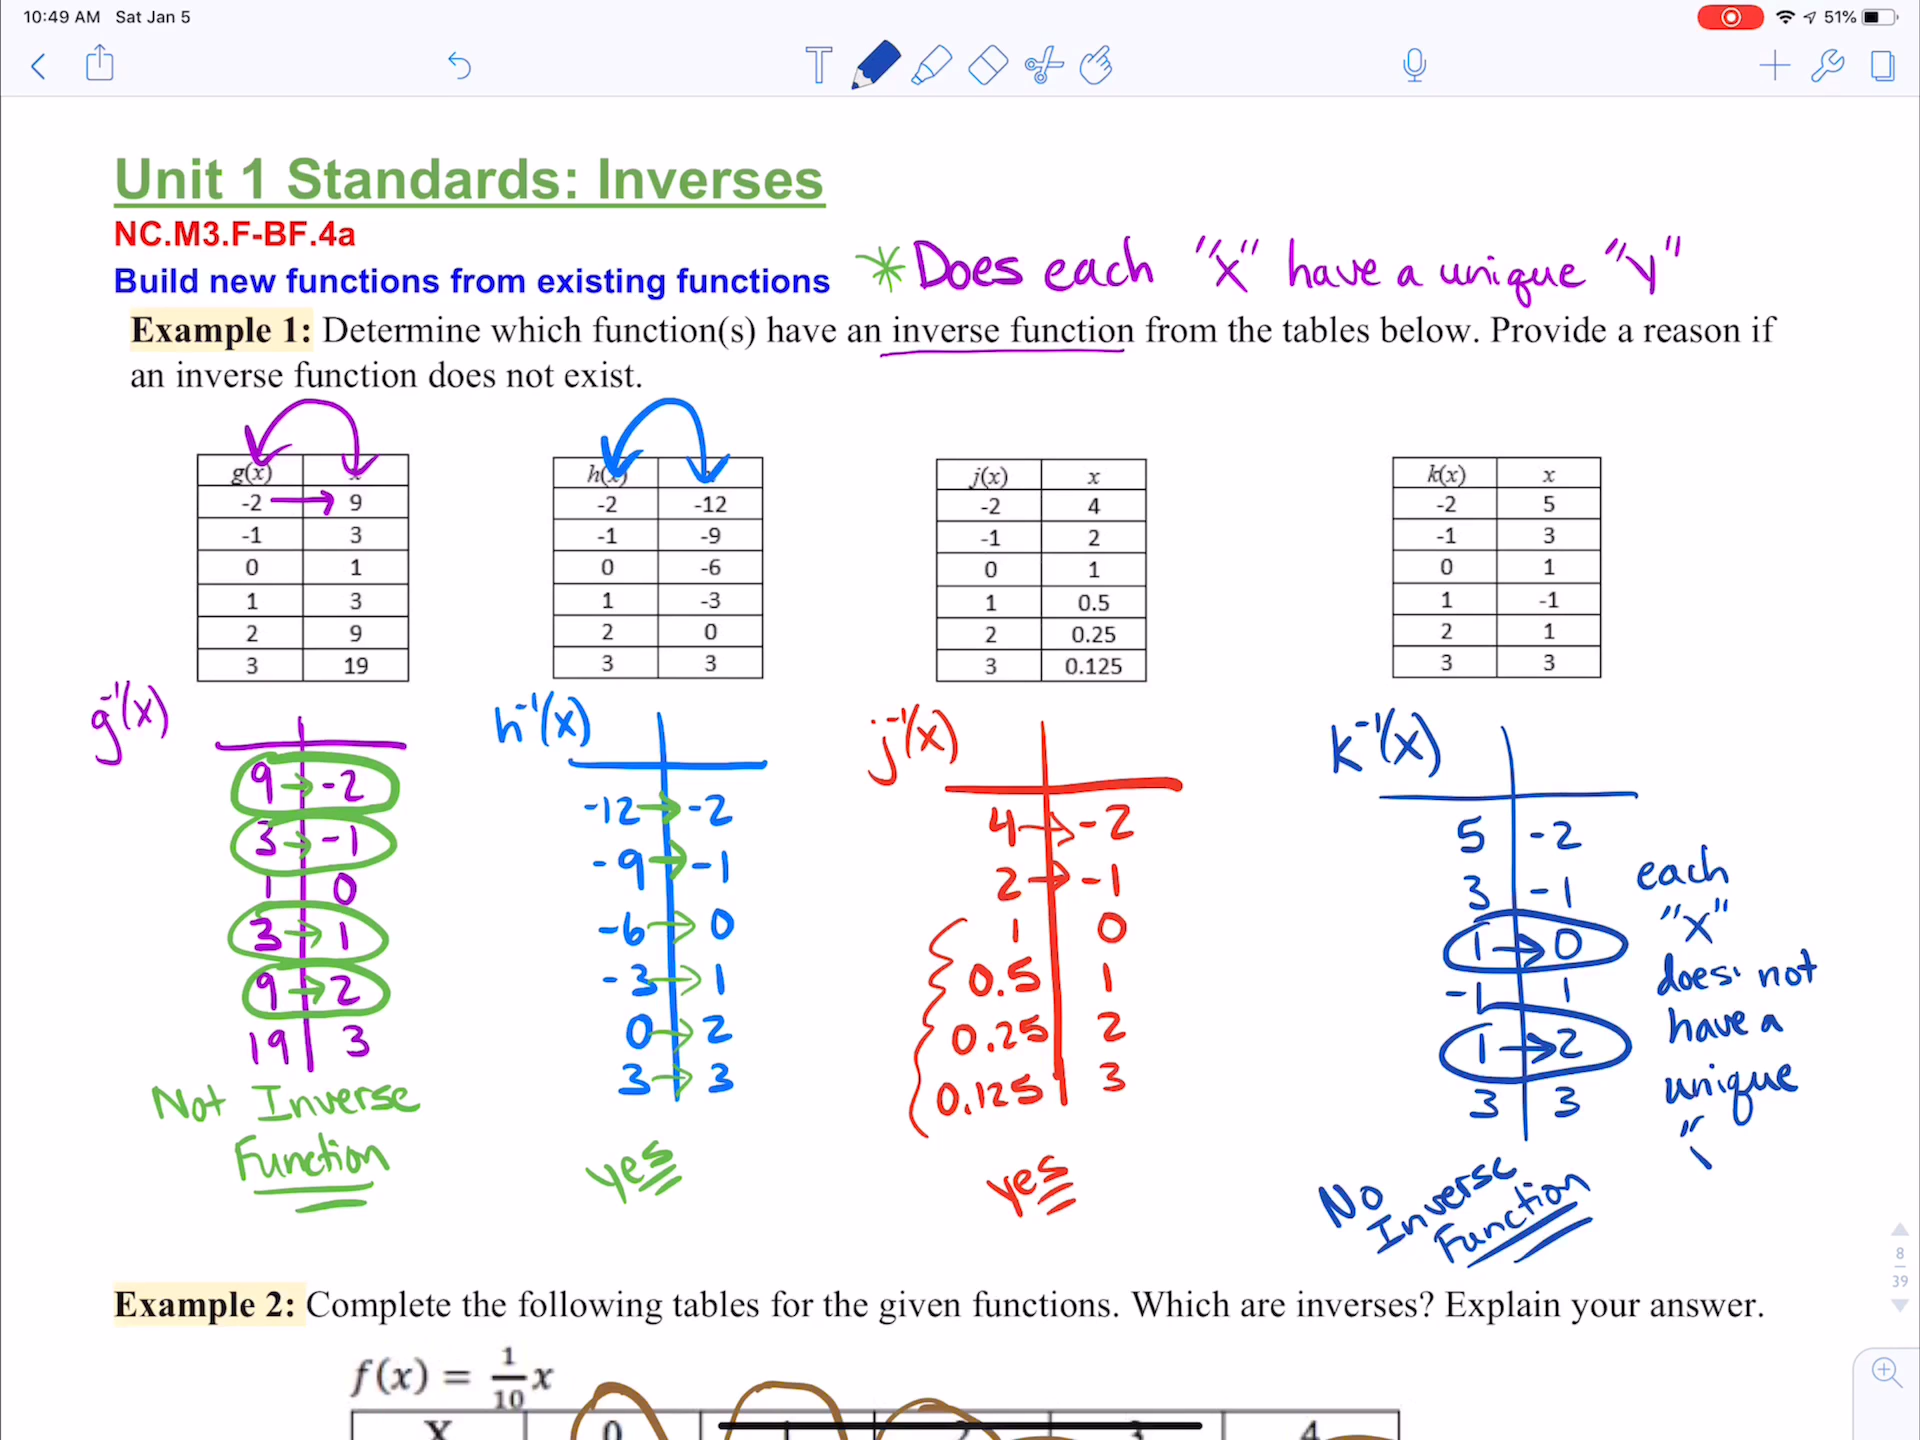 10:49 AM Sat Jan 5
51%
Unit 1 Standards: Inverses
NC.M3.F-BF.4a
Build new functions from existing functions
* Does each "x" have a unique "y"
Example 1: Determine which function(s) have an inverse function from the tables below. Provide a reason if
an inverse function does not exist.
g(x)
-2 → 9
-1 3
0 1
1 3
2 9
3 19
h(x)
-2 -12
-1 -9
0 -6
1 -3
2 0
3 3
j(x) x
-2 4
-1 2
0 1
1 0.5
2 0.25
3 0.125
k(x) x
-2 5
-1 3
0 1
1 -1
2 1
3 3
g⁻¹(x)
9 → -2
3 → -1
1 0
3 → 1
9 → 2
19 3
Not Inverse
Function
h⁻¹(x)
-12 → -2
-9 → -1
-6 → 0
-3 → 1
0 → 2
3 → 3
yes
j⁻¹(x)
4 → -2
2 → -1
1 0
0.5 1
0.25 2
0.125 3
yes
k⁻¹(x)
5 -2
3 -1
1 → 0
-1 1
1 → 2
3 3
each
"x"
does not
have a
unique
"
No
Inverse
Function
8
39
Example 2: Complete the following tables for the given functions. Which are inverses? Explain your answer.
f(x) = 1/10 x
X 0 1 2 3 4